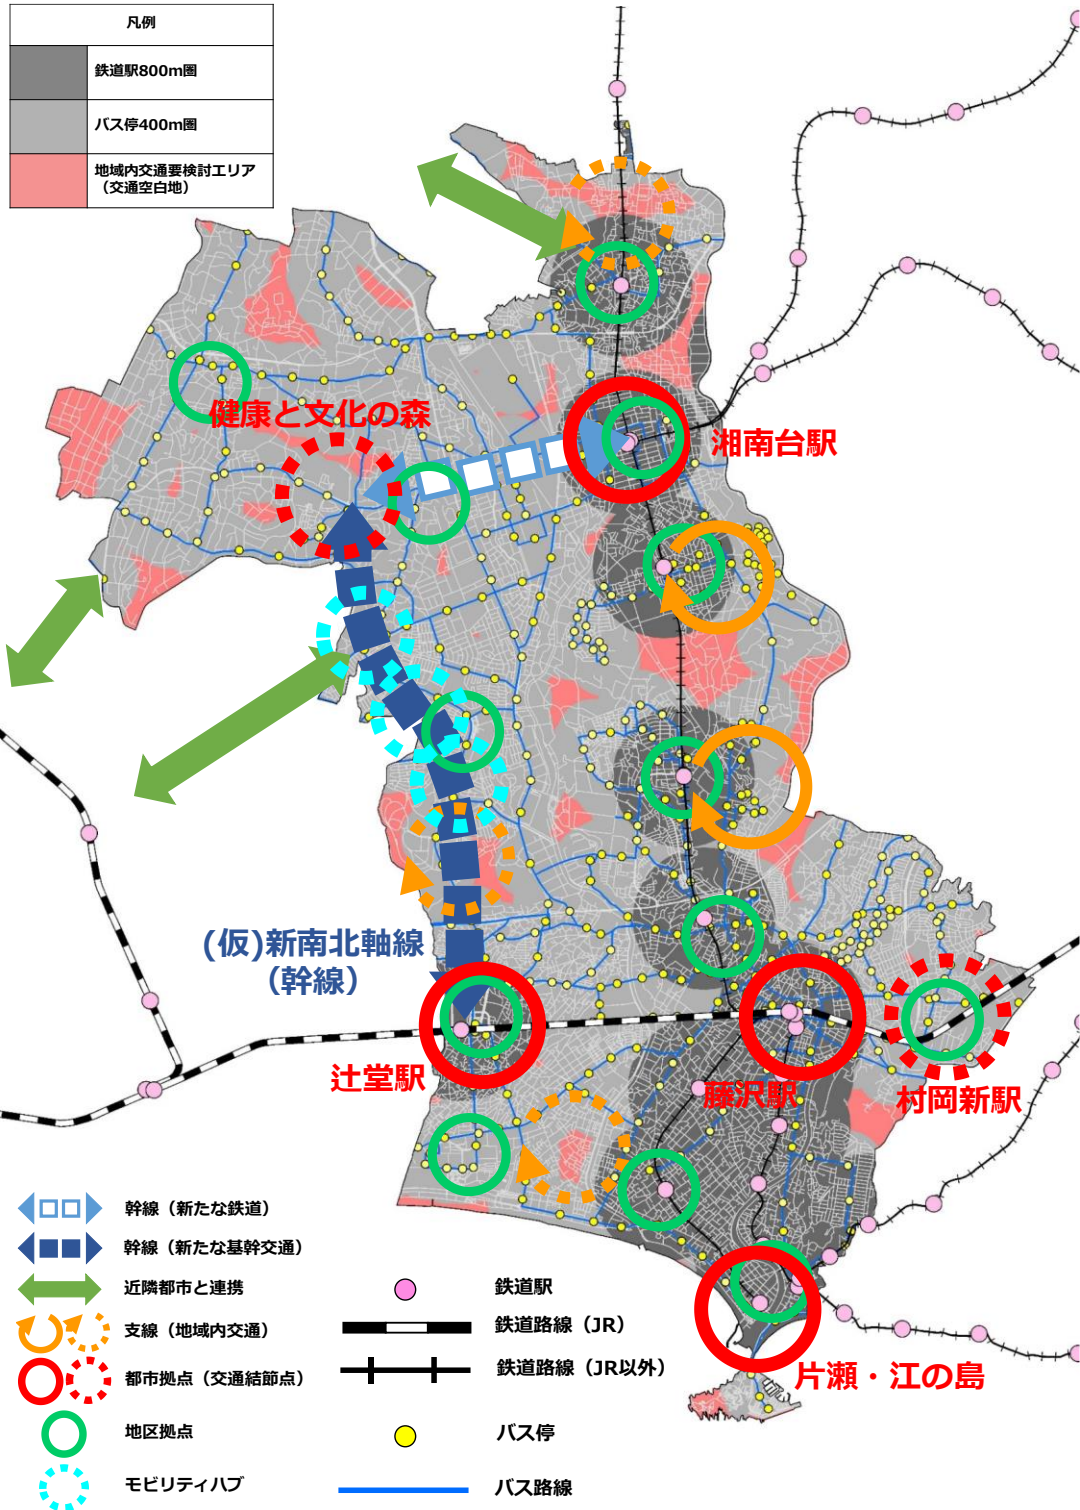 凡例
鉄道駅800m圏
バス停400m圏
地域内交通要検討エリア
（交通空白地）
健康と文化の森
湘南台駅
(仮)新南北軸線
（幹線）
辻堂駅
藤沢駅
村岡新駅
片瀬・江の島
幹線（新たな鉄道）
幹線（新たな基幹交通）
近隣都市と連携
支線（地域内交通）
都市拠点（交通結節点）
地区拠点
モビリティハブ
鉄道駅
鉄道路線（JR）
鉄道路線（JR以外）
バス停
バス路線